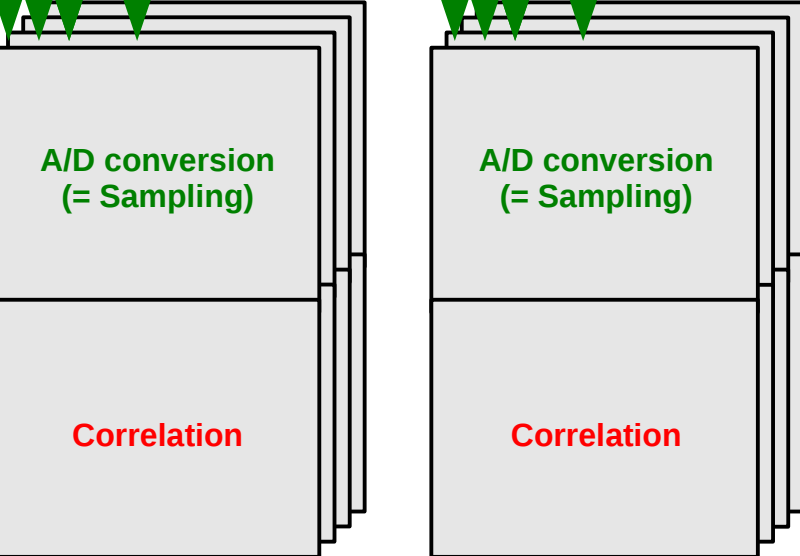 A/D conversion
(= Sampling)
Correlation
A/D conversion
(= Sampling)
Correlation